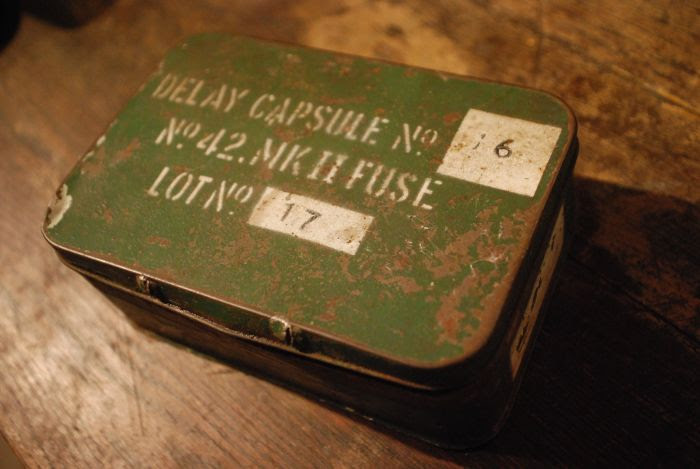 DELAY CAPSULE Nº 16
Nº 42. MK II FUSE
LOT Nº 17